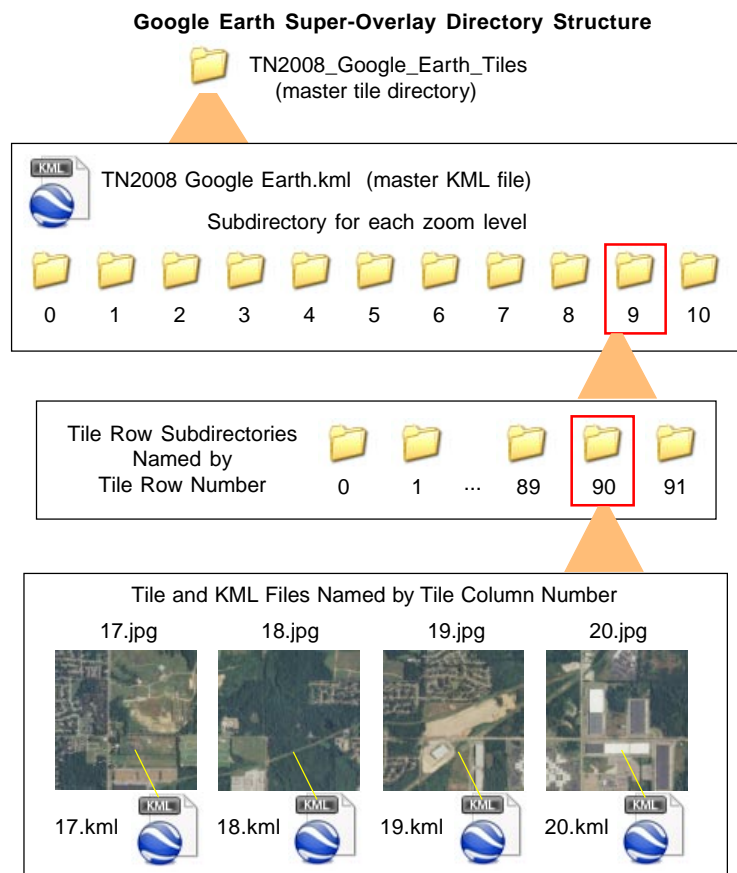 Google Earth Super-Overlay Directory Structure
TN2008_Google_Earth_Tiles
(master tile directory)
KML
TN2008 Google Earth.kml (master KML file)
Subdirectory for each zoom level
0 1 2 3 4 5 6 7 8 9 10
Tile Row Subdirectories
Named by
Tile Row Number
0 1 ... 89 90 91
Tile and KML Files Named by Tile Column Number
17.jpg 18.jpg 19.jpg 20.jpg
KML KML KML KML
17.kml 18.kml 19.kml 20.kml